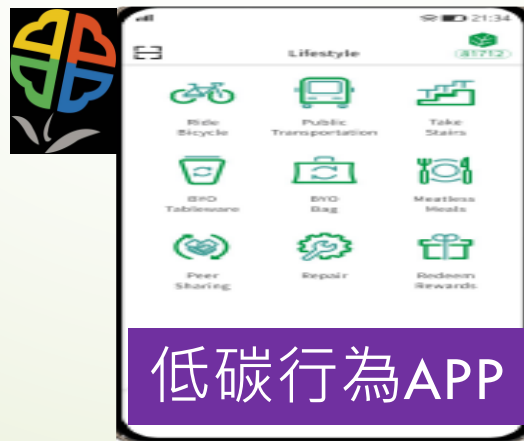 21:34
Lifestyle
81712
Ride Public Take
Bicycle Transportation Stairs
BYO BYO Meatless
Tableware Bag Meals
Peer Repair Redeem
Sharing Rewards
低碳行為APP